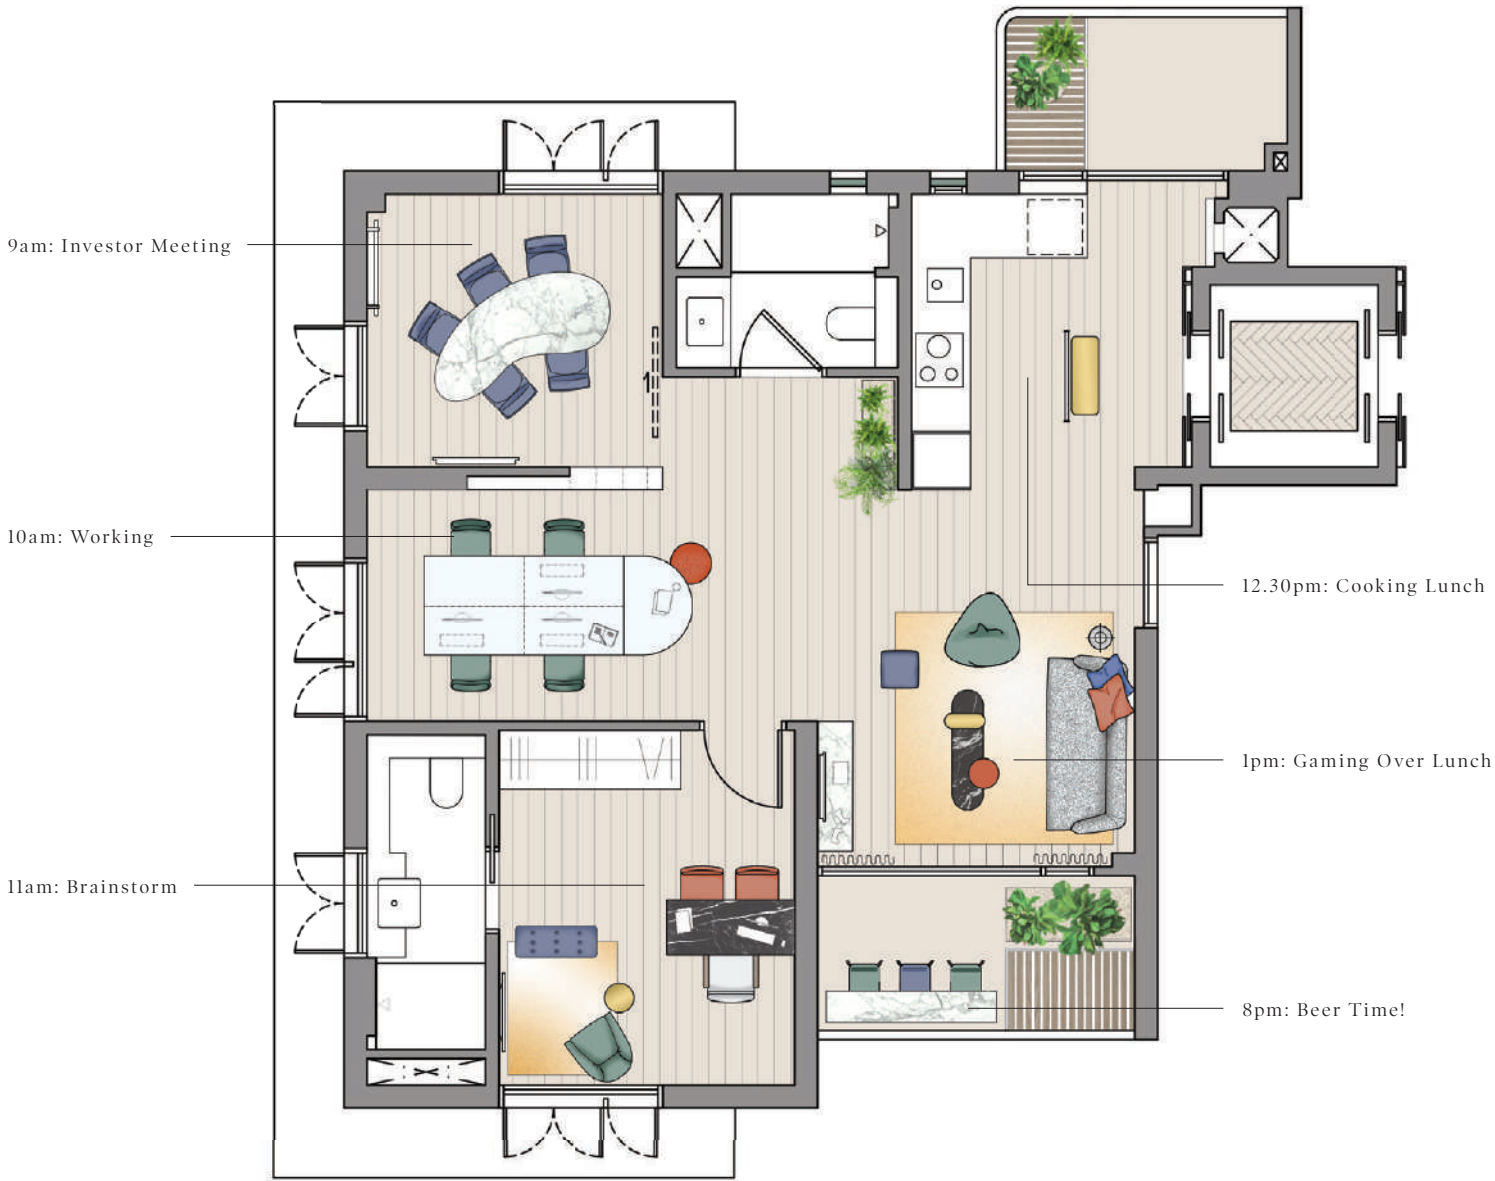 9am: Investor Meeting
10am: Working
12.30pm: Cooking Lunch
1pm: Gaming Over Lunch
11am: Brainstorm
8pm: Beer Time!